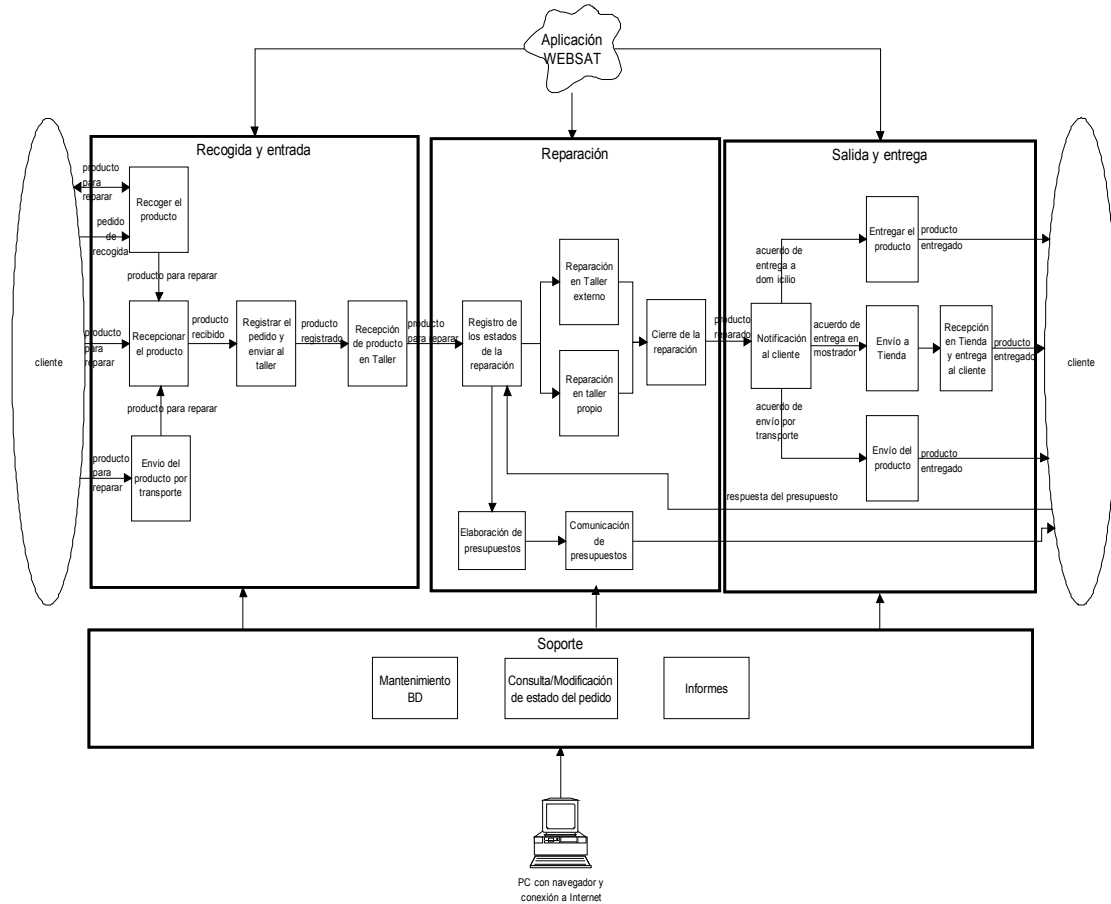 Aplicación
WEBSAT
Recogida y entrada
Reparación
Salida y entrega
cliente
producto
para
reparar
pedido
de
recogida
Recoger el
producto
producto para reparar
producto
para
reparar
Recepcionar
el producto
producto
recibido
Registrar el
pedido y
enviar al
taller
producto
registrado
Recepción
de producto
en Taller
producto
para reparar
producto para reparar
producto
para
reparar
Envio del
producto por
transporte
Registro de
los estados
de la
reparación
Reparación
en Taller
externo
Reparación
en taller
propio
Cierre de la
reparación
producto
reparado
Elaboración de
presupuestos
Comunicación
de
presupuestos
respuesta del presupuesto
Notificación
al cliente
acuerdo de
entrega a
dom icilio
Entregar el
producto
producto
entregado
acuerdo de
entrega en
mostrador
Envío a
Tienda
Recepción
en Tienda
y entrega
al cliente
producto
entregado
acuerdo de
envío por
transporte
Envío del
producto
producto
entregado
cliente
Soporte
Mantenimiento
BD
Consulta/Modificación
de estado del pedido
Informes
PC con navegador y
conexión a Internet